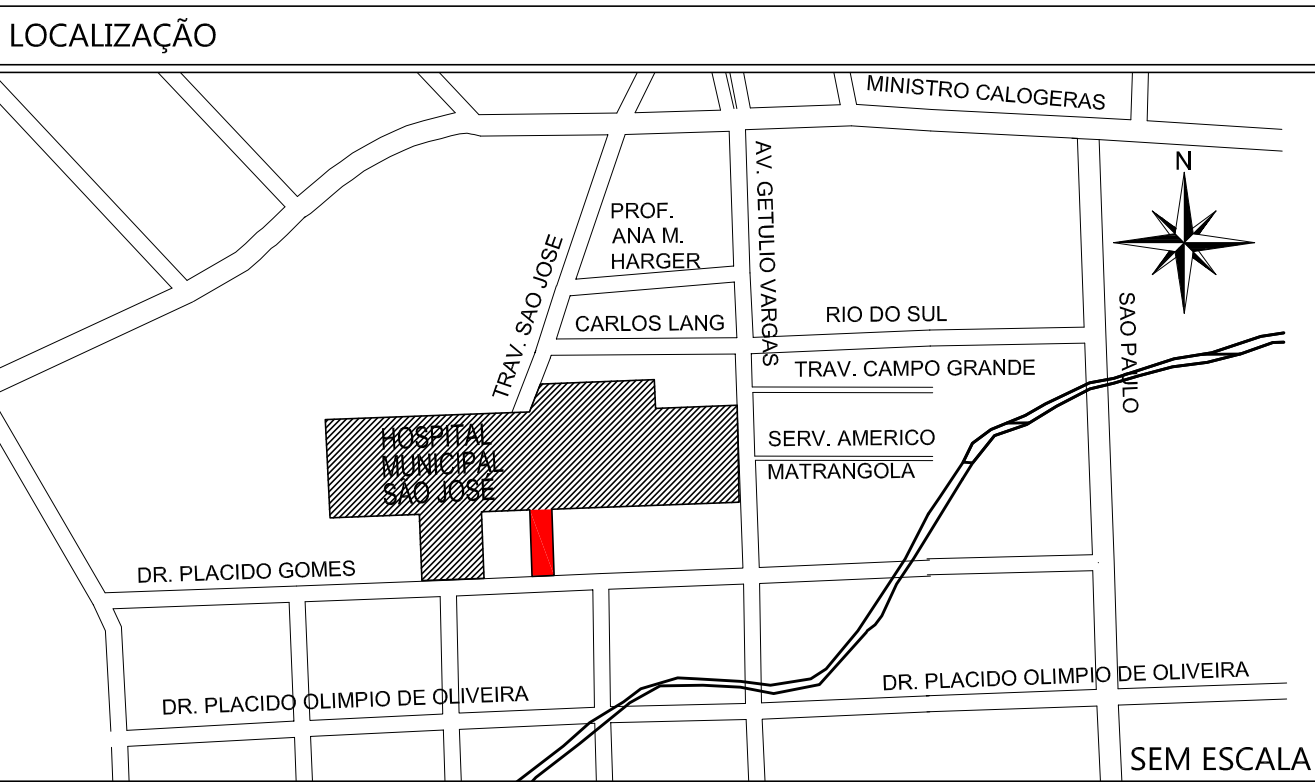 LOCALIZAÇÃO
MINISTRO CALOGERAS
N
AV. GETULIO VARGAS
PROF.
ANA M.
HARGER
TRAV. SAO JOSE
CARLOS LANG
RIO DO SUL
SAO PAULO
TRAV. CAMPO GRANDE
HOSPITAL
MUNICIPAL
SÃO JOSÉ
SERV. AMERICO
MATRANGOLA
DR. PLACIDO GOMES
DR. PLACIDO OLIMPIO DE OLIVEIRA
DR. PLACIDO OLIMPIO DE OLIVEIRA
SEM ESCALA